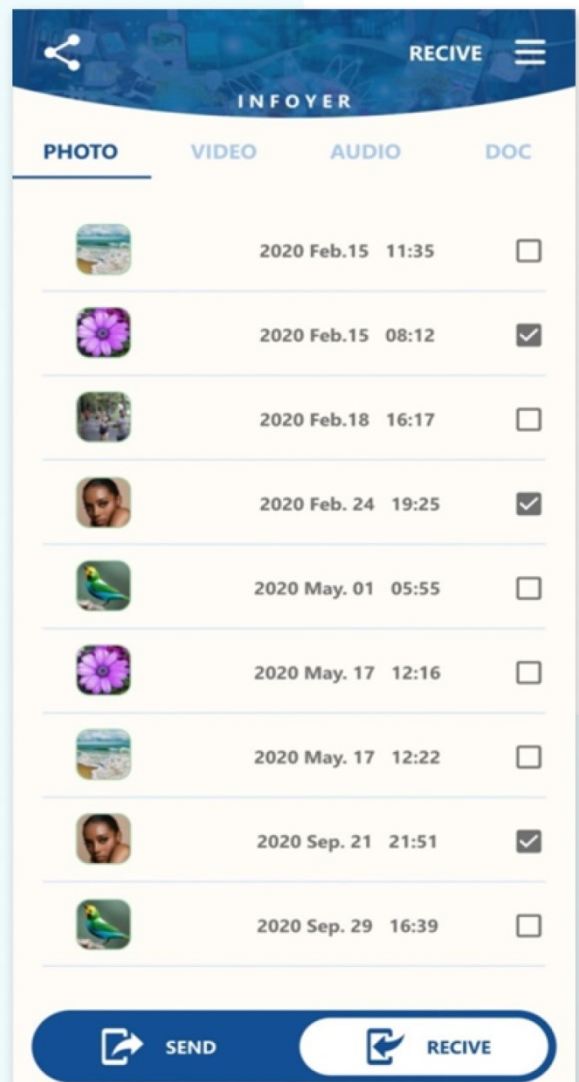 RECIVE
INFOYER
PHOTO VIDEO AUDIO DOC
2020 Feb.15 11:35
2020 Feb.15 08:12
2020 Feb.18 16:17
2020 Feb. 24 19:25
2020 May. 01 05:55
2020 May. 17 12:16
2020 May. 17 12:22
2020 Sep. 21 21:51
2020 Sep. 29 16:39
SEND RECIVE